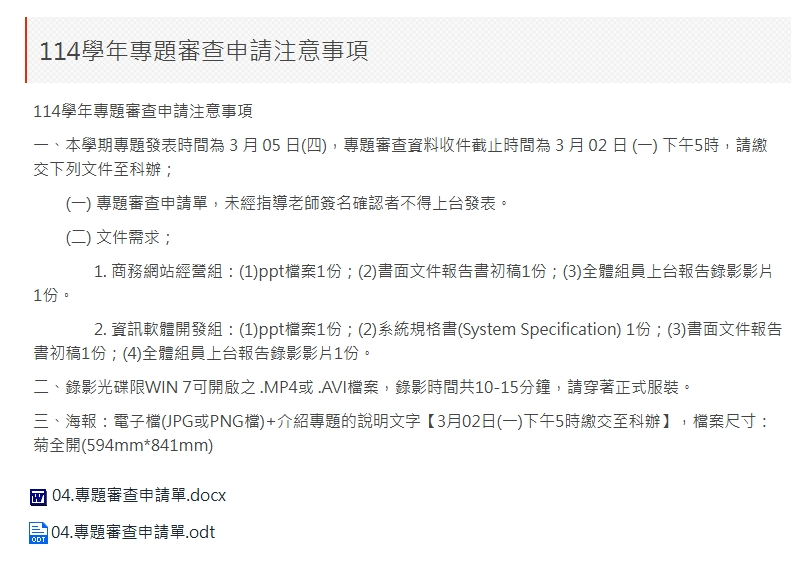 114學年專題審查申請注意事項
114學年專題審查申請注意事項
一、本學期專題發表時間為 3 月 05 日(四)，專題審查資料收件截止時間為 3 月 02 日 (一) 下午5時，請繳
交下列文件至科辦；
(一) 專題審查申請單，未經指導老師簽名確認者不得上台發表。
(二) 文件需求；
1. 商務網站經營組：(1)ppt檔案1份；(2)書面文件報告書初稿1份；(3)全體組員上台報告錄影影片
1份。
2. 資訊軟體開發組：(1)ppt檔案1份；(2)系統規格書(System Specification) 1份；(3)書面文件報告
書初稿1份；(4)全體組員上台報告錄影影片1份。
二、錄影光碟限WIN 7可開啟之 .MP4或 .AVI檔案，錄影時間共10-15分鐘，請穿著正式服裝。
三、海報：電子檔(JPG或PNG檔)+介紹專題的說明文字【3月02日(一)下午5時繳交至科辦】，檔案尺寸：
菊全開(594mm*841mm)
W 04.專題審查申請單.docx
ODT 04.專題審查申請單.odt